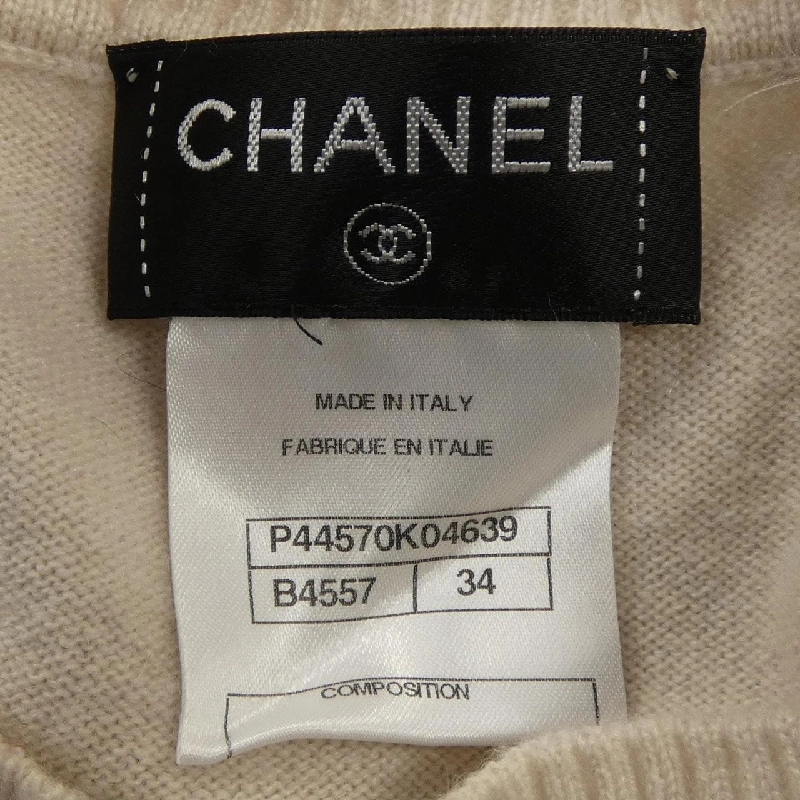 CHANEL
MADE IN ITALY
FABRIQUE EN ITALIE
P44570K04639
B4557 34
COMPOSITION